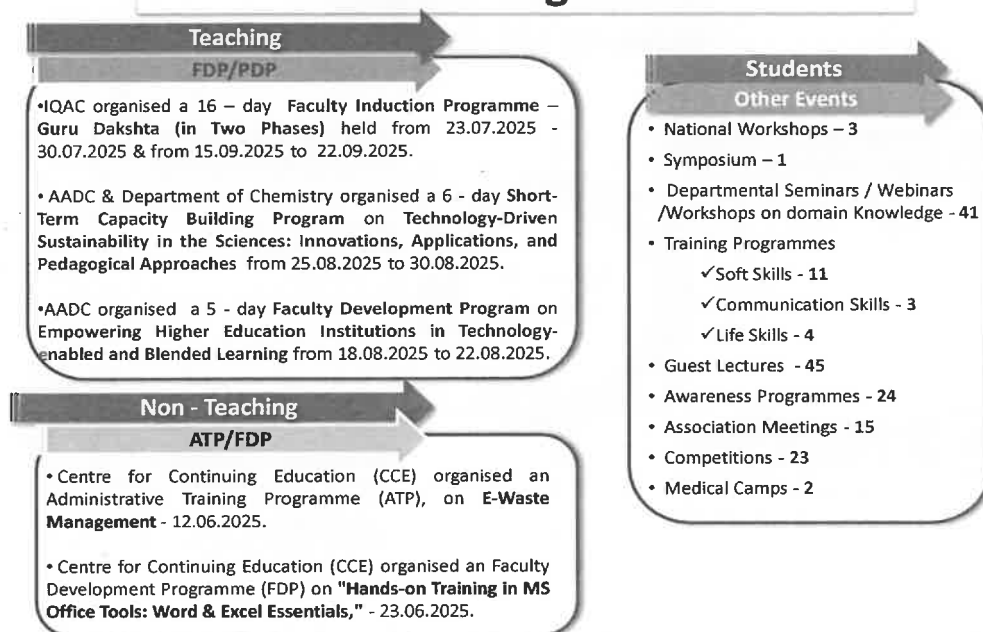 Teaching
FDP/PDP
•IQAC organised a 16 – day Faculty Induction Programme –
Guru Dakshta (in Two Phases) held from 23.07.2025 -
30.07.2025 & from 15.09.2025 to 22.09.2025.
• AADC & Department of Chemistry organised a 6 - day Short-
Term Capacity Building Program on Technology-Driven
Sustainability in the Sciences: Innovations, Applications, and
Pedagogical Approaches from 25.08.2025 to 30.08.2025.
•AADC organised a 5 - day Faculty Development Program on
Empowering Higher Education Institutions in Technology-
enabled and Blended Learning from 18.08.2025 to 22.08.2025.
Non - Teaching
ATP/FDP
• Centre for Continuing Education (CCE) organised an
Administrative Training Programme (ATP), on E-Waste
Management - 12.06.2025.
• Centre for Continuing Education (CCE) organised an Faculty
Development Programme (FDP) on "Hands-on Training in MS
Office Tools: Word & Excel Essentials," - 23.06.2025.
Students
Other Events
• National Workshops – 3
• Symposium – 1
• Departmental Seminars / Webinars
/Workshops on domain Knowledge - 41
• Training Programmes
✓Soft Skills - 11
✓Communication Skills - 3
✓Life Skills - 4
• Guest Lectures - 45
• Awareness Programmes - 24
• Association Meetings - 15
• Competitions - 23
• Medical Camps - 2